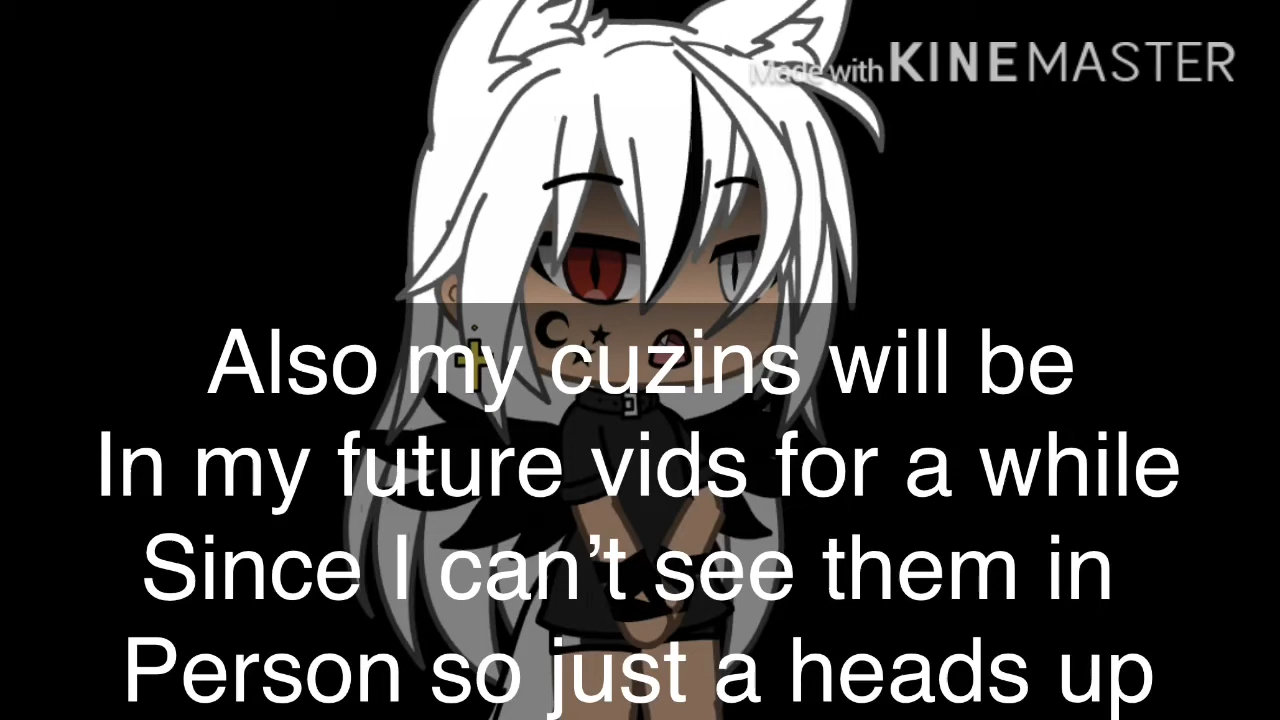 Made with KINEMASTER
Also my cuzins will be
In my future vids for a while
Since I can’t see them in
Person so just a heads up